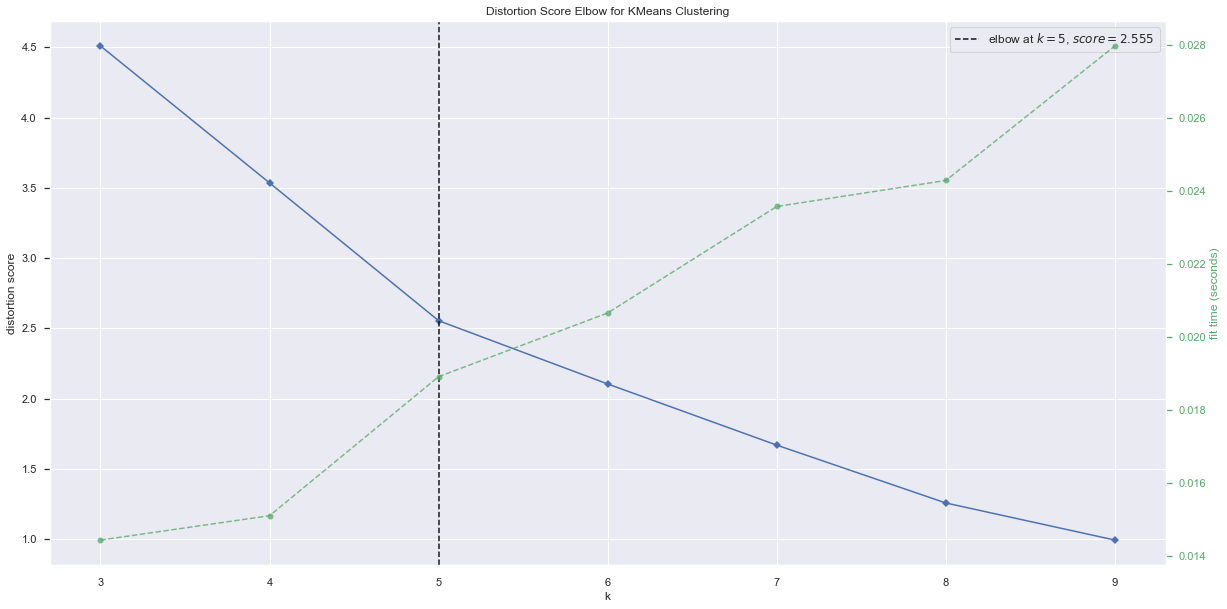 Distortion Score Elbow for KMeans Clustering
elbow at k = 5, score = 2.555
distortion score
4.5
4.0
3.5
3.0
2.5
2.0
1.5
1.0
0.028
0.026
0.024
0.022
0.020
0.018
0.016
0.014
fit time (seconds)
3 4 5 6 7 8 9
k